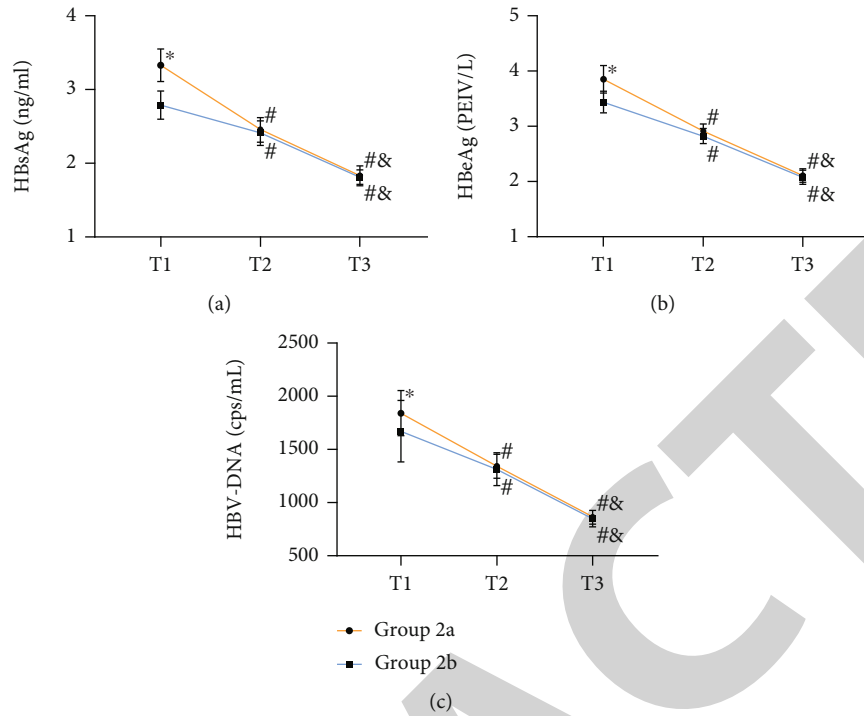 4
3
2
1
HBsAg (ng/ml)
*
#
#
#&
#&
T1 T2 T3
(a)
5
4
3
2
1
HBeAg (PEIV/L)
*
#
#
#&
#&
T1 T2 T3
(b)
2500
2000
1500
1000
500
HBV-DNA (cps/mL)
*
#
#
#&
#&
T1 T2 T3
Group 2a
Group 2b
(c)